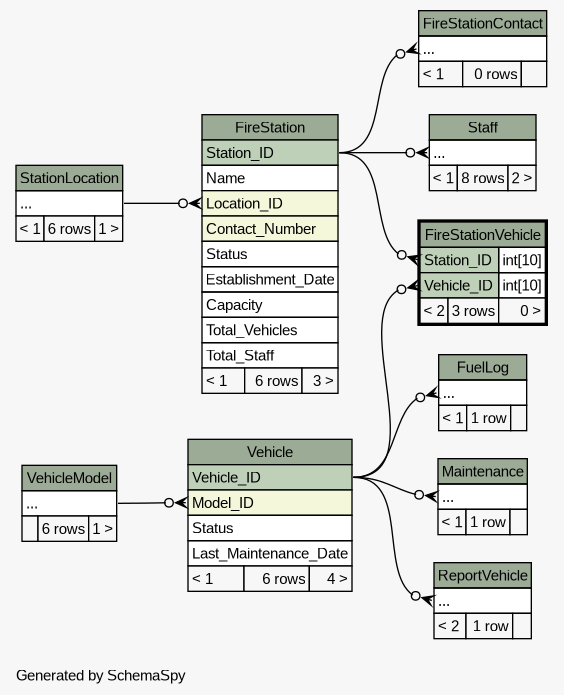 FireStationContact
...
< 1 0 rows
FireStation
Station_ID
Name
Location_ID
Contact_Number
Status
Establishment_Date
Capacity
Total_Vehicles
Total_Staff
< 1 6 rows 3 >
Staff
...
< 1 8 rows 2 >
StationLocation
...
< 1 6 rows 1 >
FireStationVehicle
Station_ID int[10]
Vehicle_ID int[10]
< 2 3 rows 0 >
FuelLog
...
< 1 1 row
Vehicle
Vehicle_ID
Model_ID
Status
Last_Maintenance_Date
< 1 6 rows 4 >
VehicleModel
...
6 rows 1 >
Maintenance
...
< 1 1 row
ReportVehicle
...
< 2 1 row
Generated by SchemaSpy